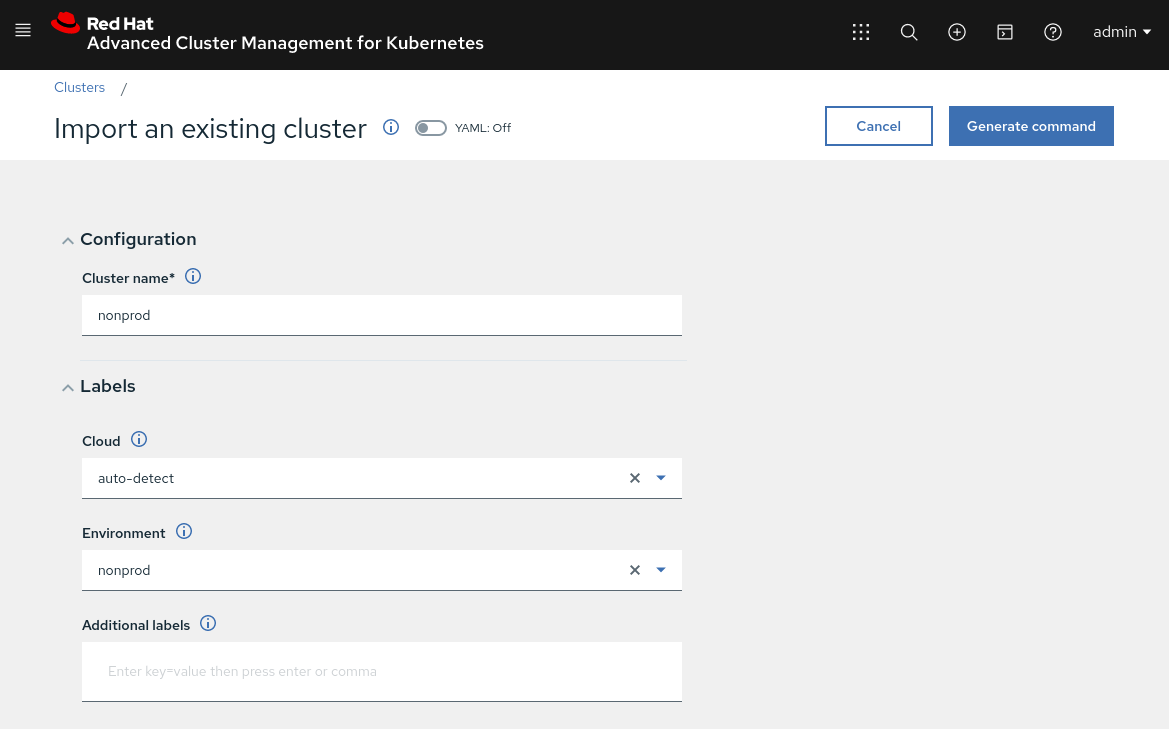 Red Hat
Advanced Cluster Management for Kubernetes
admin
Clusters /
Import an existing cluster
YAML: Off
Cancel
Generate command
Configuration
Cluster name*
nonprod
Labels
Cloud
auto-detect
Environment
nonprod
Additional labels
Enter key=value then press enter or comma